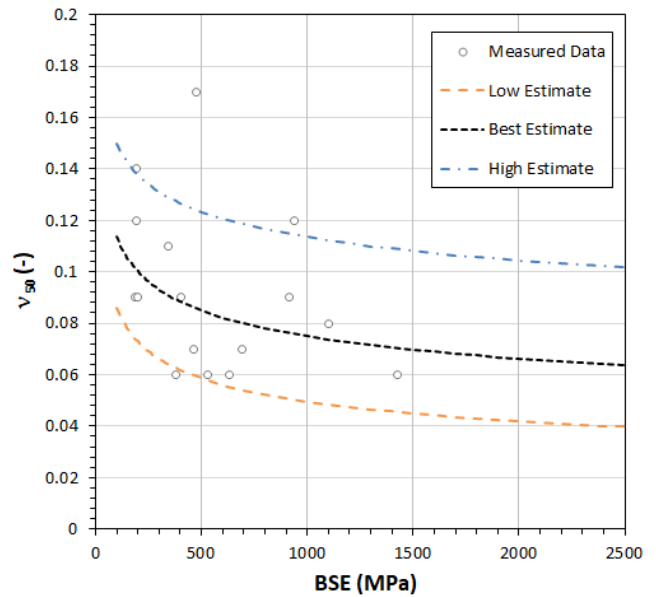 0.2
0.18
0.16
0.14
0.12
0.1
0.08
0.06
0.04
0.02
0
ν50 (-)
Measured Data
Low Estimate
Best Estimate
High Estimate
0 500 1000 1500 2000 2500
BSE (MPa)